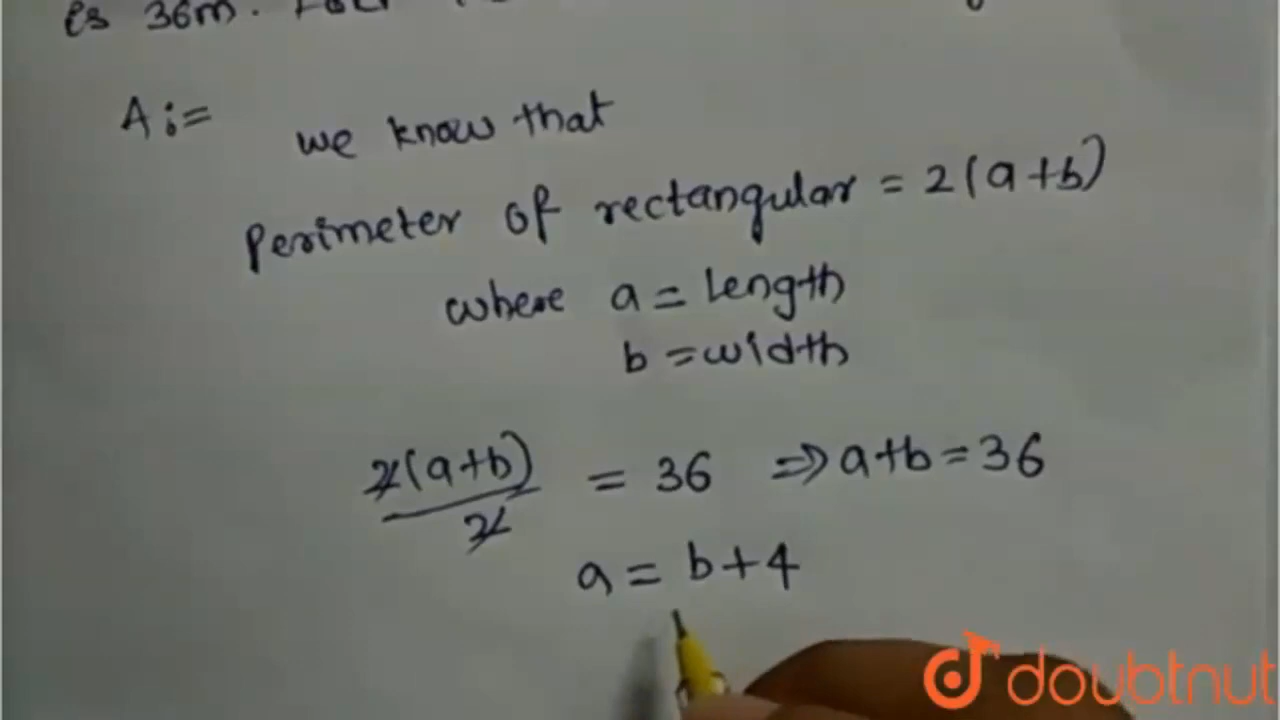 is 36m.
A:=
we know that
Perimeter of rectangular = 2(a+b)
where a = length
b = width
2(a+b)/2 = 36 ⇒ a+b = 36
a = b+4
doubtnut